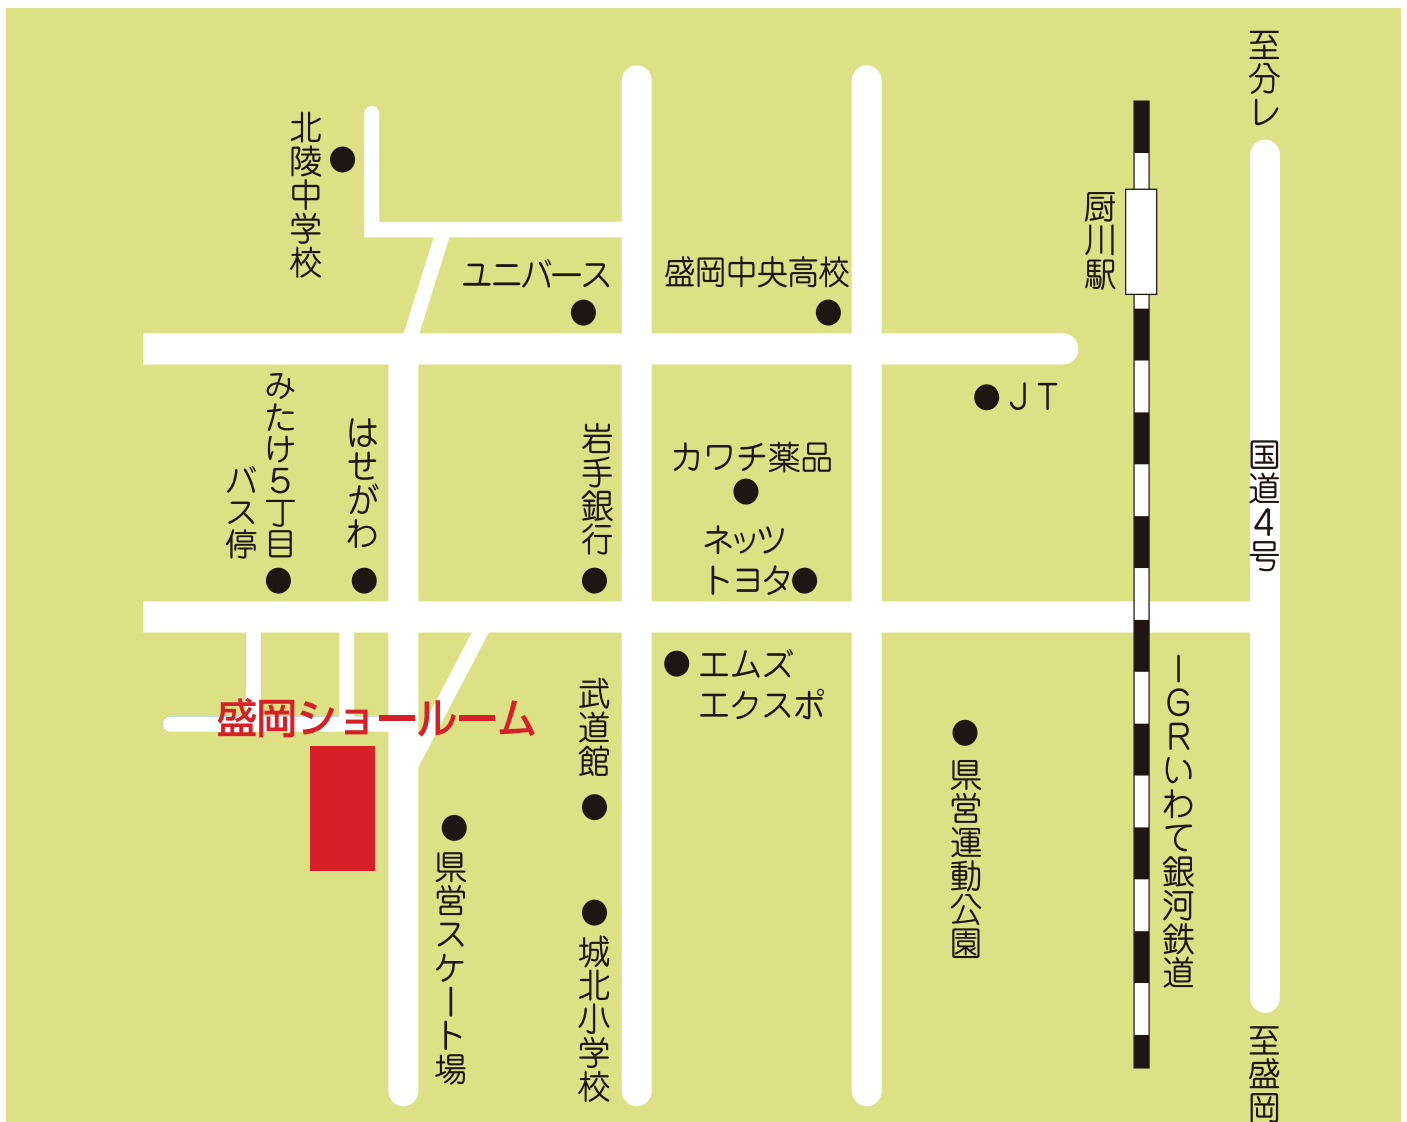 至分レ
北陵中学校
厨川駅
ユニバース
盛岡中央高校
JT
みたけ5丁目
バス停
はせがわ
岩手銀行
カワチ薬品
ネッツ
トヨタ
国道4号
エムズ
エクスポ
盛岡ショールーム
武道館
IGRいわて銀河鉄道
県営運動公園
県営スケート場
城北小学校
至盛岡